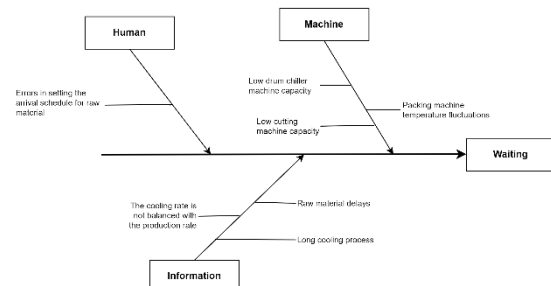 Human
Machine
Errors in setting the
arrival schedule for raw
material
Low drum chiller
machine capacity
Low cutting
machine capacity
Packing machine
temperature fluctuations
Waiting
The cooling rate is
not balanced with
the production rate
Raw material delays
Long cooling process
Information